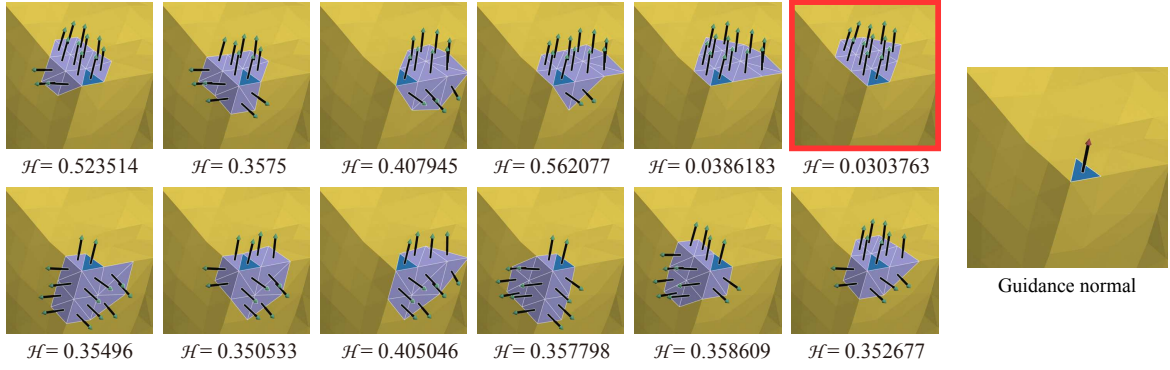 ℋ = 0.523514
ℋ = 0.3575
ℋ = 0.407945
ℋ = 0.562077
ℋ = 0.0386183
ℋ = 0.0303763
Guidance normal
ℋ = 0.35496
ℋ = 0.350533
ℋ = 0.405046
ℋ = 0.357798
ℋ = 0.358609
ℋ = 0.352677